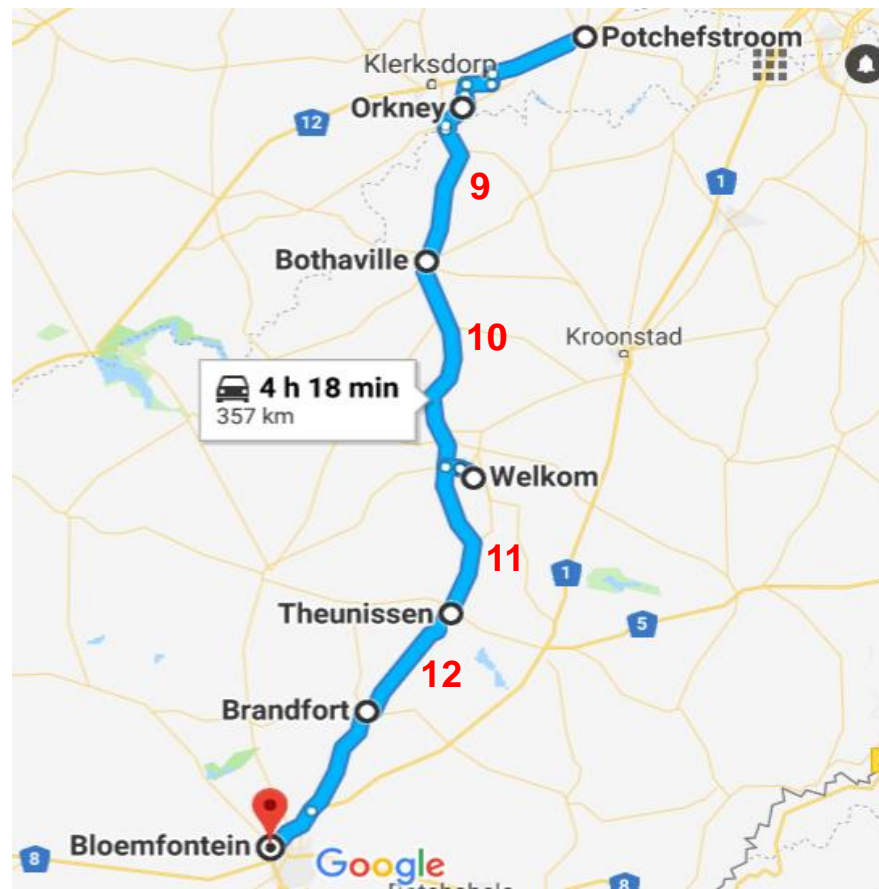 Potchefstroom
Klerksdorp
Orkney
12
9
1
Bothaville
10
Kroonstad
4 h 18 min
357 km
Welkom
11
1
Theunissen
5
12
Brandfort
Bloemfontein
8
Google
8